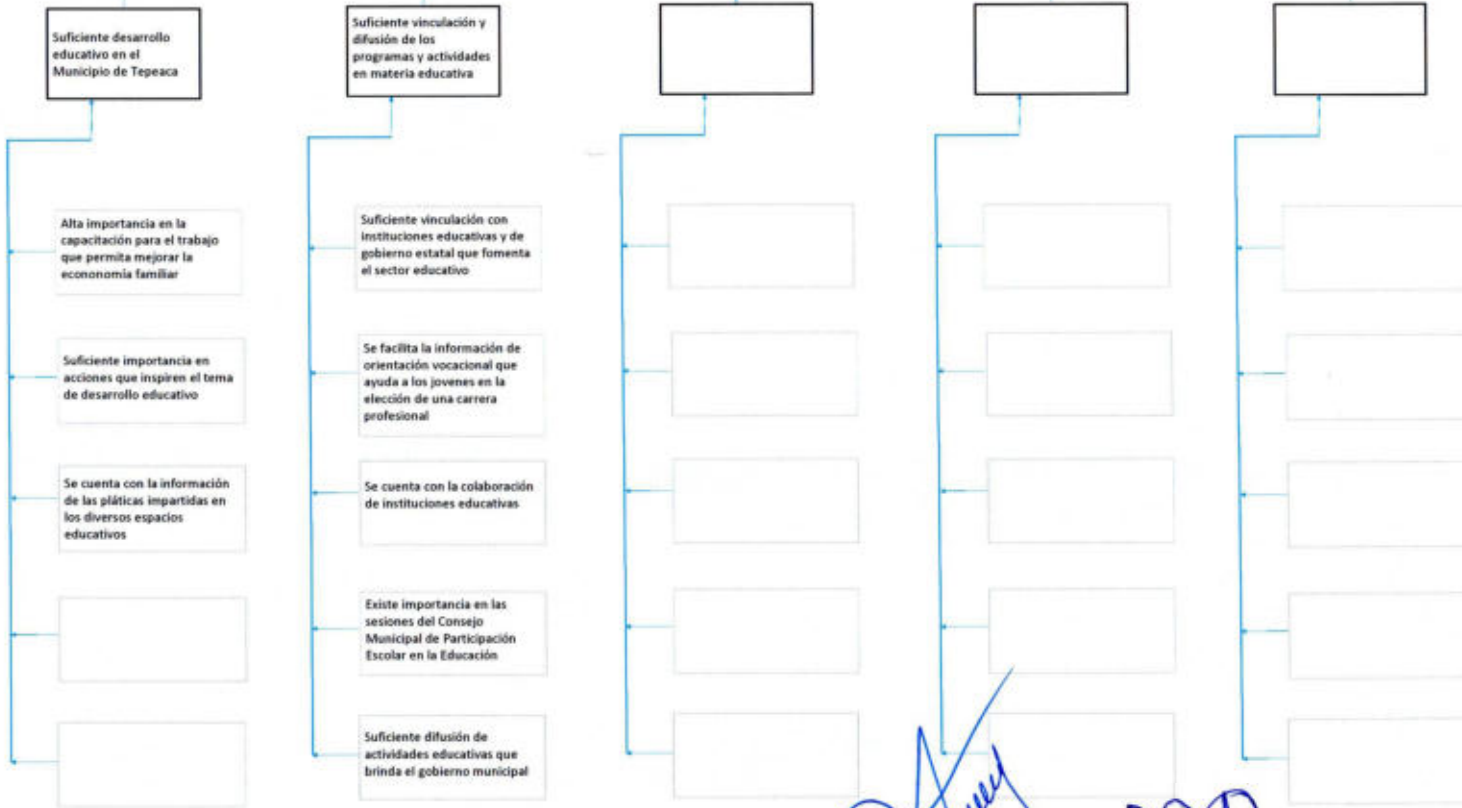 Suficiente desarrollo
educativo en el
Municipio de Tepeaca
Alta importancia en la
capacitación para el trabajo
que permita mejorar la
econonomía familiar
Suficiente importancia en
acciones que inspiren el tema
de desarrollo educativo
Se cuenta con la información
de las pláticas impartidas en
los diversos espacios
educativos
Suficiente vinculación y
difusión de los
programas y actividades
en materia educativa
Suficiente vinculación con
instituciones educativas y de
gobierno estatal que fomenta
el sector educativo
Se facilita la información de
orientación vocacional que
ayuda a los jovenes en la
elección de una carrera
profesional
Se cuenta con la colaboración
de instituciones educativas
Existe importancia en las
sesiones del Consejo
Municipal de Participación
Escolar en la Educación
Suficiente difusión de
actividades educativas que
brinda el gobierno municipal